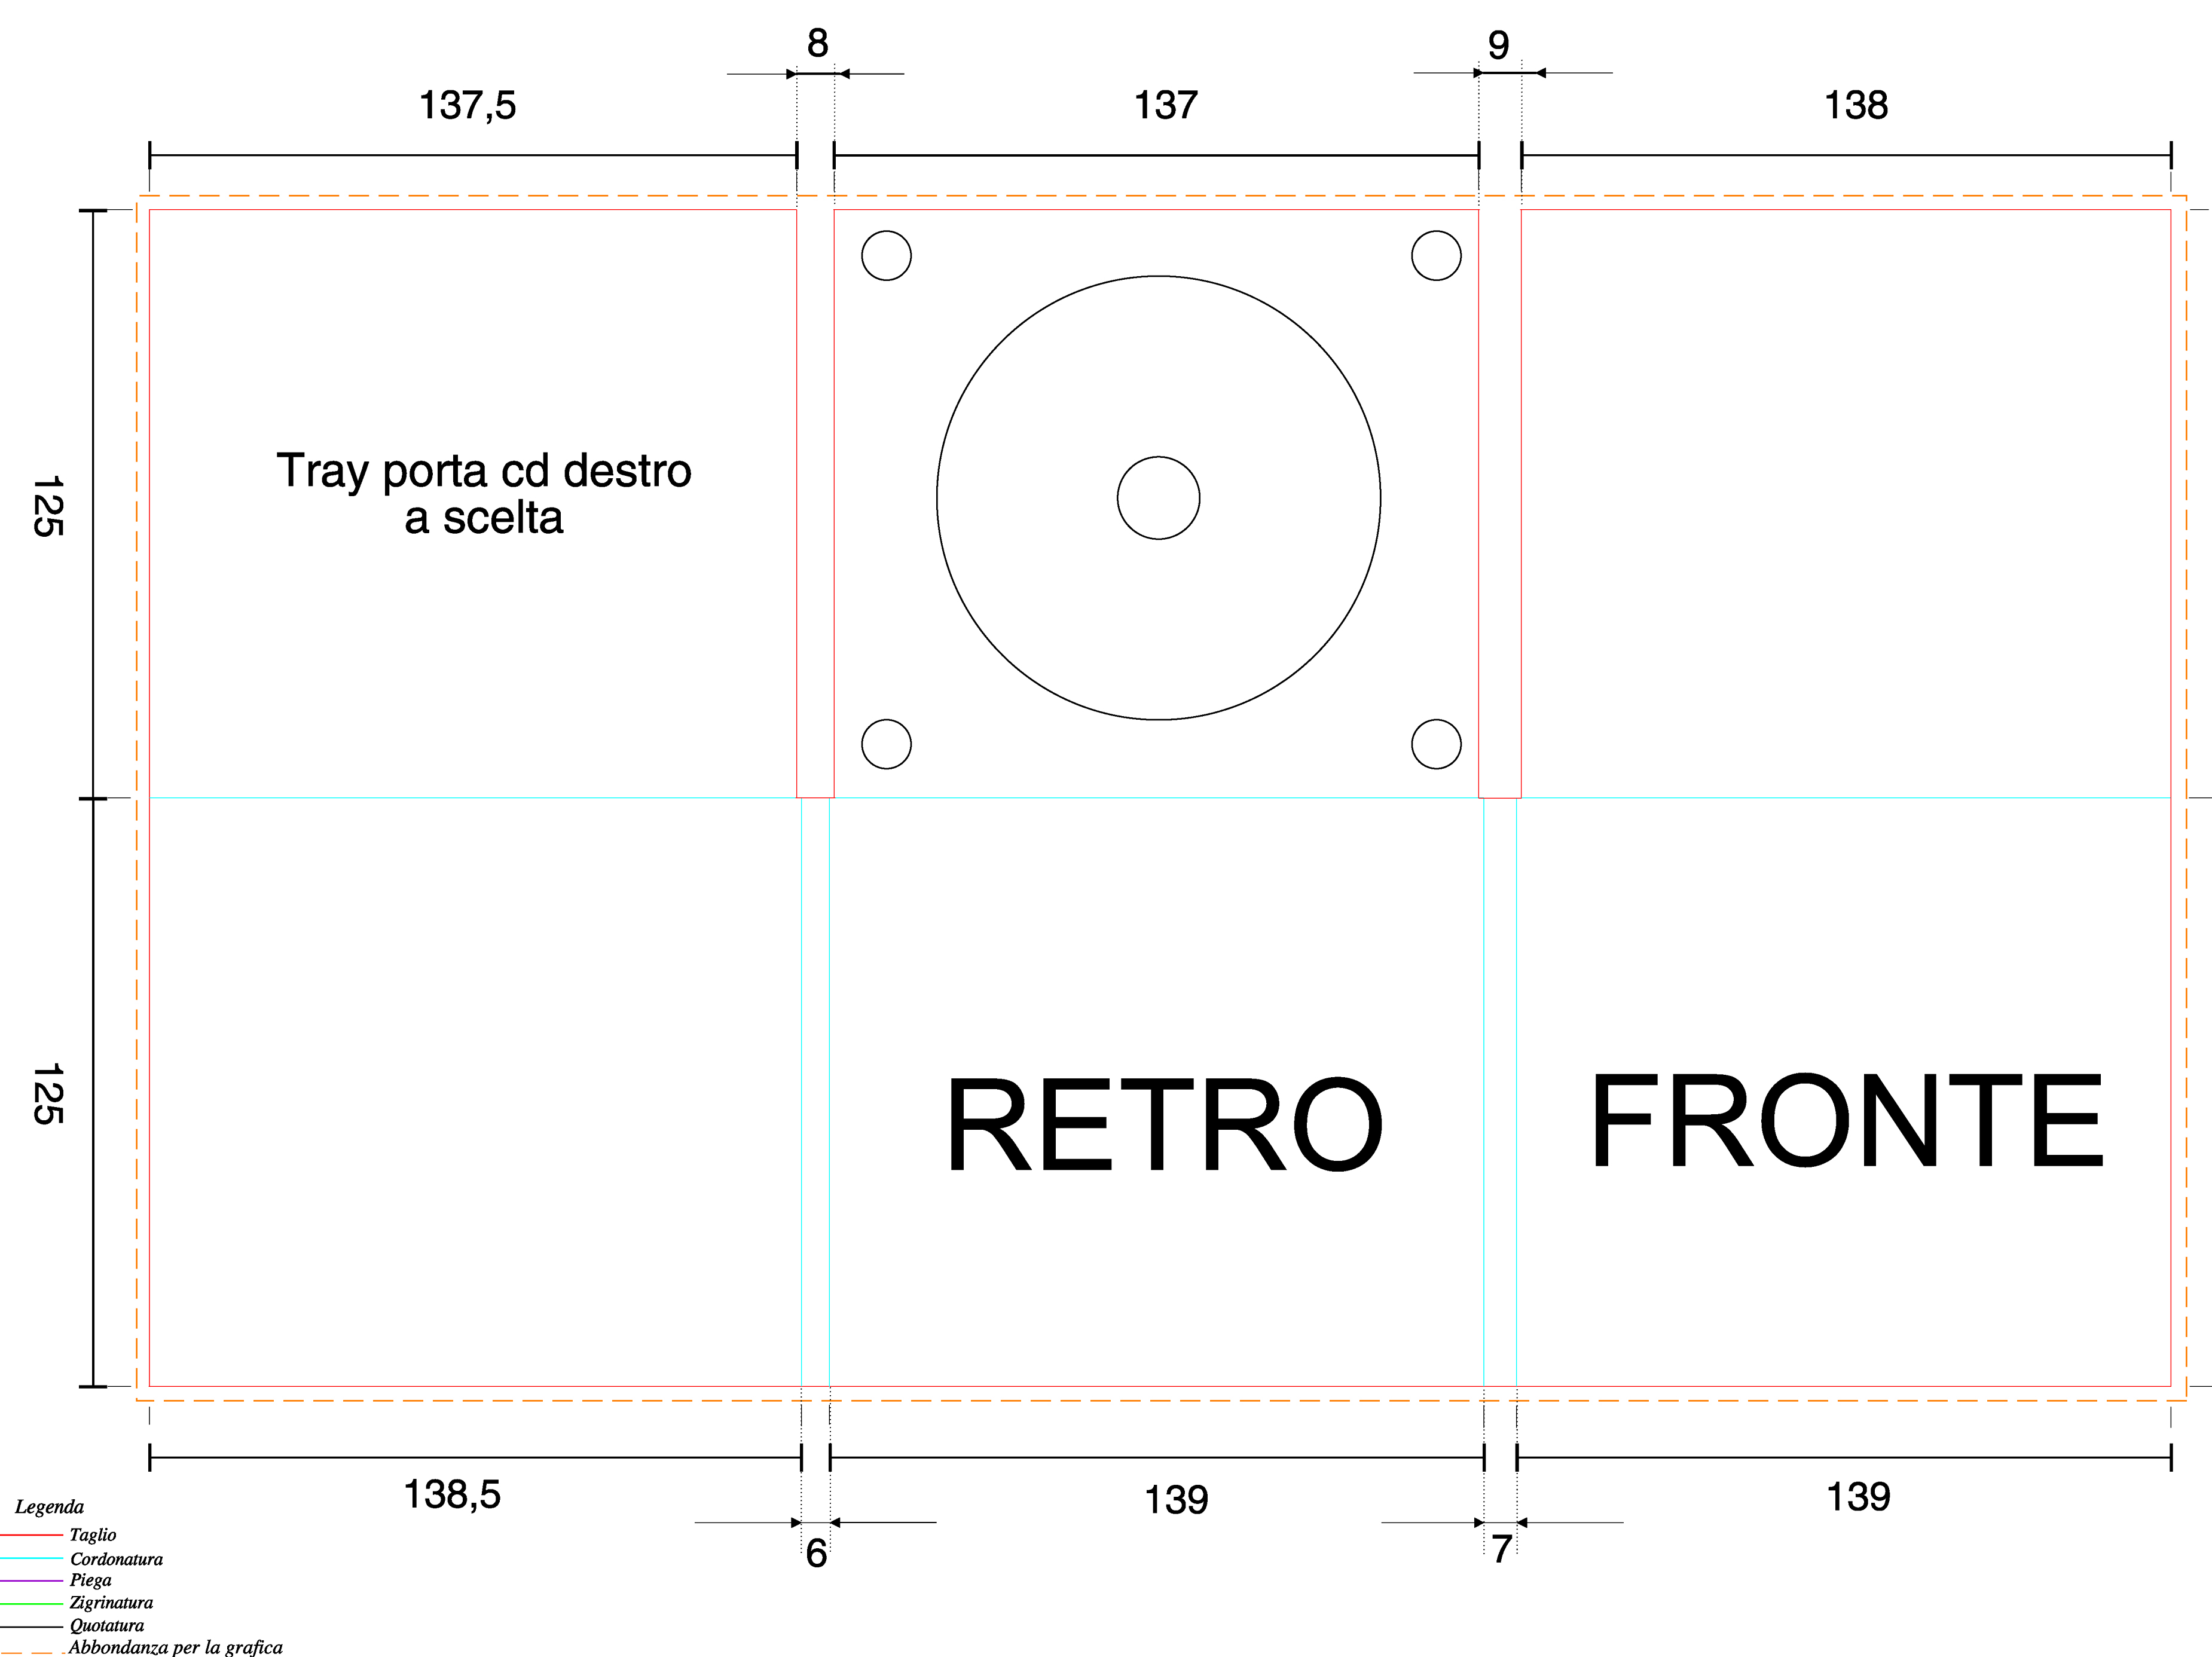 8
9
137,5
137
138
125
Tray porta cd destro
a scelta
125
RETRO
FRONTE
138,5
139
139
6
7
Legenda
Taglio
Cordonatura
Piega
Zigrinatura
Quotatura
Abbondanza per la grafica